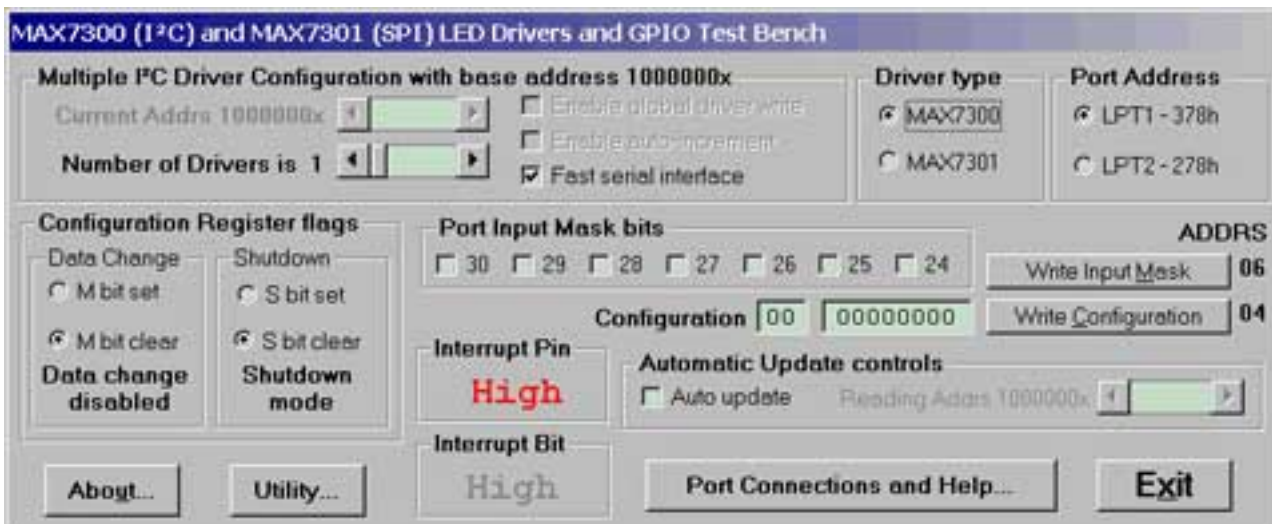 MAX7300 (I²C) and MAX7301 (SPI) LED Drivers and GPIO Test Bench
Multiple I²C Driver Configuration with base address 1000000x
Current Addrs 1000000x
Enable global driver write
Enable auto-increment
Number of Drivers is 1
Fast serial interface
Driver type
MAX7300
MAX7301
Port Address
LPT1 - 378h
LPT2 - 278h
Configuration Register flags
Data Change
M bit set
M bit clear
Data change
disabled
Shutdown
S bit set
S bit clear
Shutdown
mode
Port Input Mask bits
30 29 28 27 26 25 24
ADDRS
Write Input Mask 06
Configuration 00 00000000
Write Configuration 04
Interrupt Pin
High
Automatic Update controls
Auto update
Reading Addrs 1000000x
Interrupt Bit
High
About...
Utility...
Port Connections and Help...
Exit